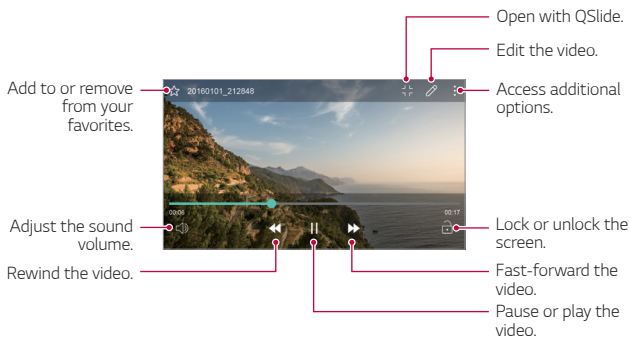 Open with QSlide.
Edit the video.
Access additional
options.
Add to or remove
from your
favorites.
20160101_212848
00:06
00:17
Adjust the sound
volume.
Rewind the video.
Lock or unlock the
screen.
Fast-forward the
video.
Pause or play the
video.